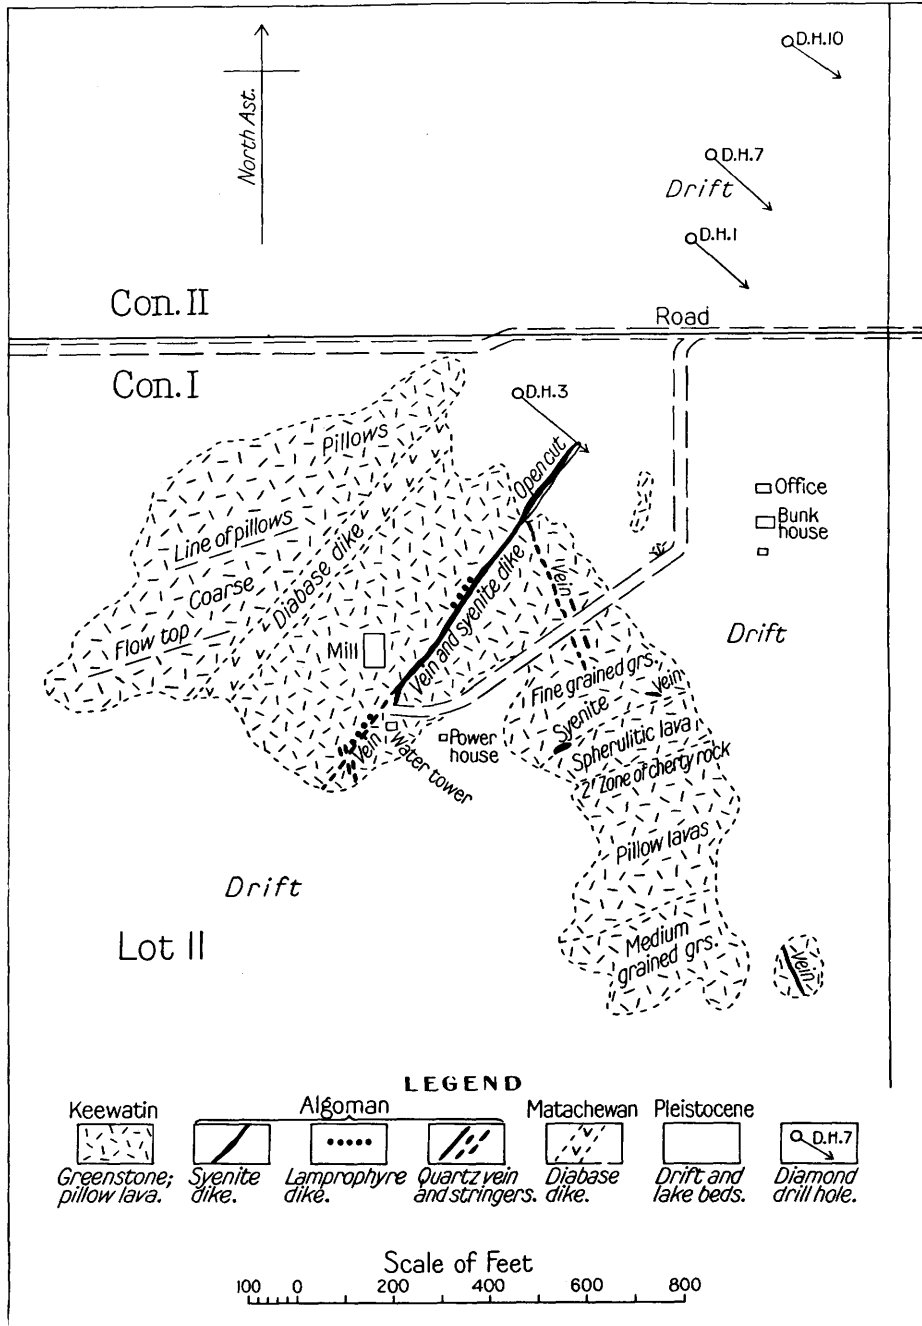 D.H.10
North Ast.
D.H.7
Drift
D.H.1
Con. II
Road
Con. I
D.H.3
Pillows
Open cut
Office
Line of pillows
Bunk
house
Diabase dike
Coarse
Vein
Vein and syenite dike
Flow top
Mill
Drift
Fine grained grs.
Vein
Syenite
Spherulitic lava
Vein
Water tower
Power
house
2' Zone of cherty rock
Pillow lavas
Drift
Lot II
Medium
grained grs.
Vein
LEGEND
Keewatin
Algoman
Matachewan
Pleistocene
D.H.7
Greenstone;
pillow lava.
Syenite
dike.
Lamprophyre
dike.
Quartz vein
and stringers.
Diabase
dike.
Drift and
lake beds.
Diamond
drill hole.
Scale of Feet
100 0 200 400 600 800